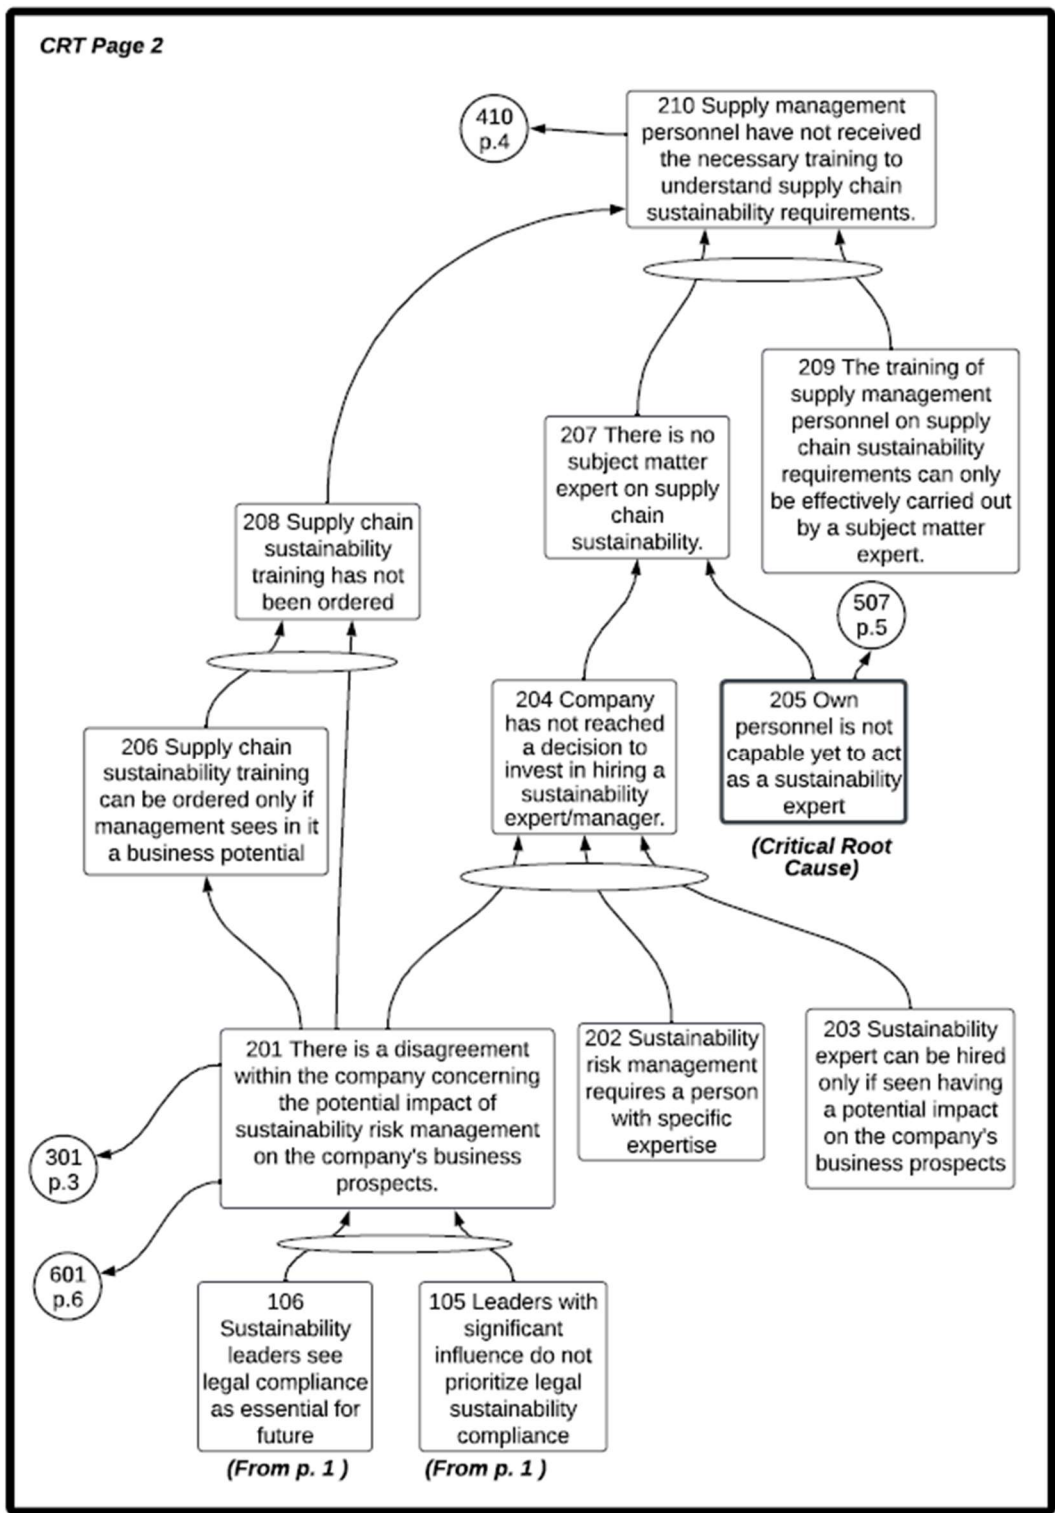 CRT Page 2
410
p.4
210 Supply management
personnel have not received
the necessary training to
understand supply chain
sustainability requirements.
209 The training of
supply management
personnel on supply
chain sustainability
requirements can only
be effectively carried out
by a subject matter
expert.
207 There is no
subject matter
expert on supply
chain
sustainability.
208 Supply chain
sustainability
training has not
been ordered
507
p.5
204 Company
has not reached
a decision to
invest in hiring a
sustainability
expert/manager.
205 Own
personnel is not
capable yet to act
as a sustainability
expert
(Critical Root
Cause)
206 Supply chain
sustainability training
can be ordered only if
management sees in it
a business potential
201 There is a disagreement
within the company concerning
the potential impact of
sustainability risk management
on the company's business
prospects.
202 Sustainability
risk management
requires a person
with specific
expertise
203 Sustainability
expert can be hired
only if seen having
a potential impact
on the company's
business prospects
301
p.3
601
p.6
106
Sustainability
leaders see
legal compliance
as essential for
future
(From p. 1 )
105 Leaders with
significant
influence do not
prioritize legal
sustainability
compliance
(From p. 1 )